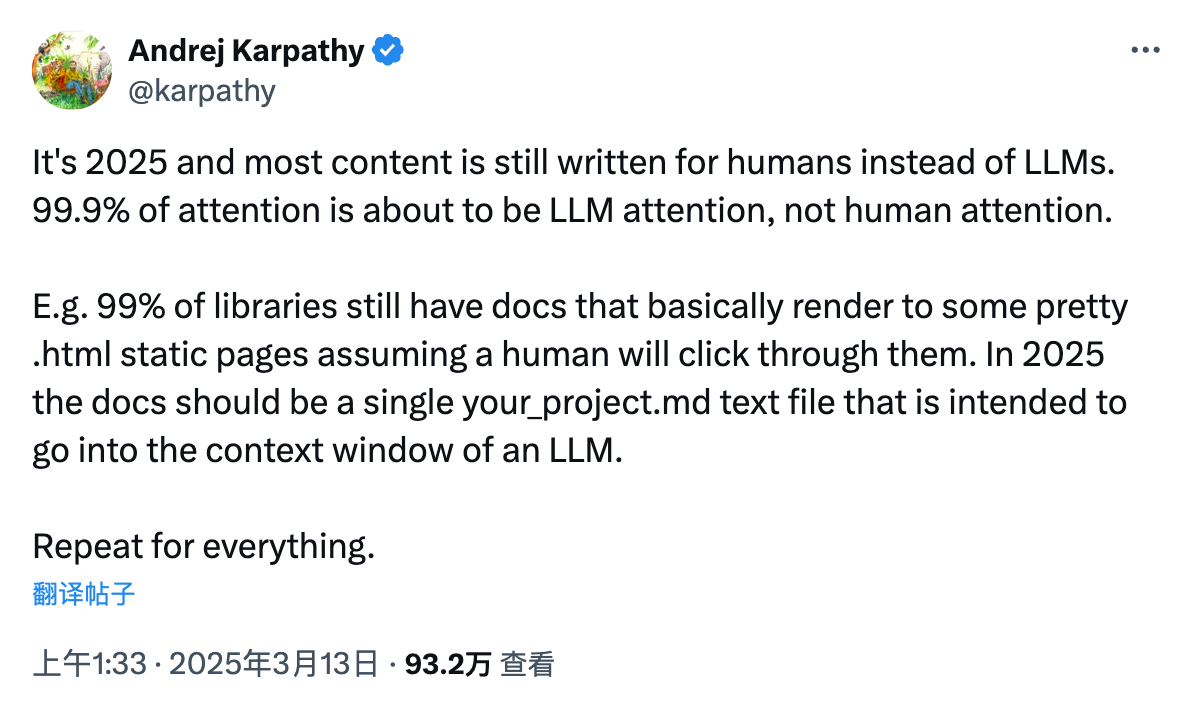 Andrej Karpathy
@karpathy
It's 2025 and most content is still written for humans instead of LLMs.
99.9% of attention is about to be LLM attention, not human attention.
E.g. 99% of libraries still have docs that basically render to some pretty
.html static pages assuming a human will click through them. In 2025
the docs should be a single your_project.md text file that is intended to
go into the context window of an LLM.
Repeat for everything.
翻译帖子
上午1:33 · 2025年3月13日 · 93.2万 查看